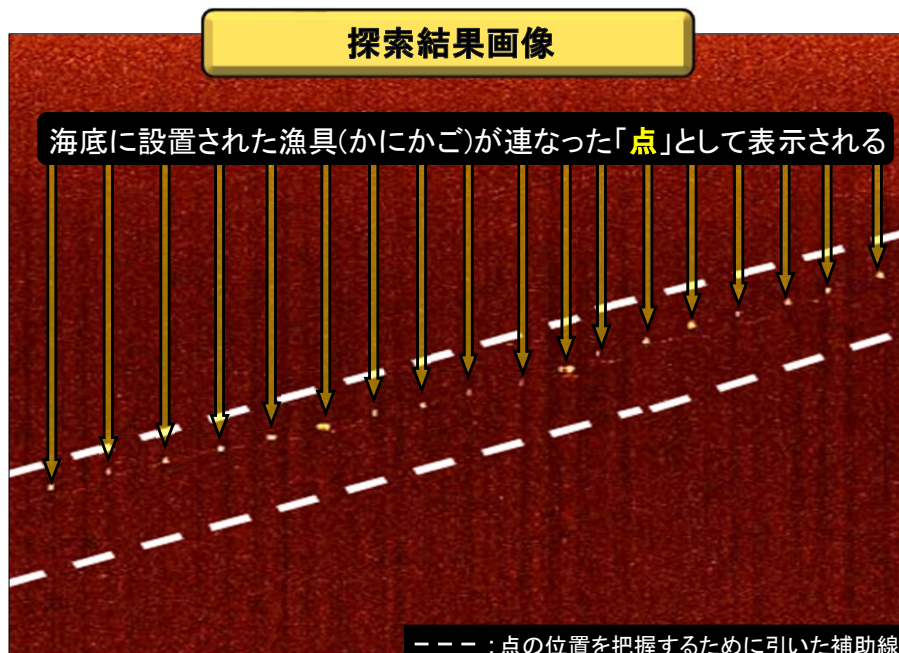 探索結果画像
海底に設置された漁具(かにかご)が連なった「点」として表示される
−−−：点の位置を把握するために引いた補助線